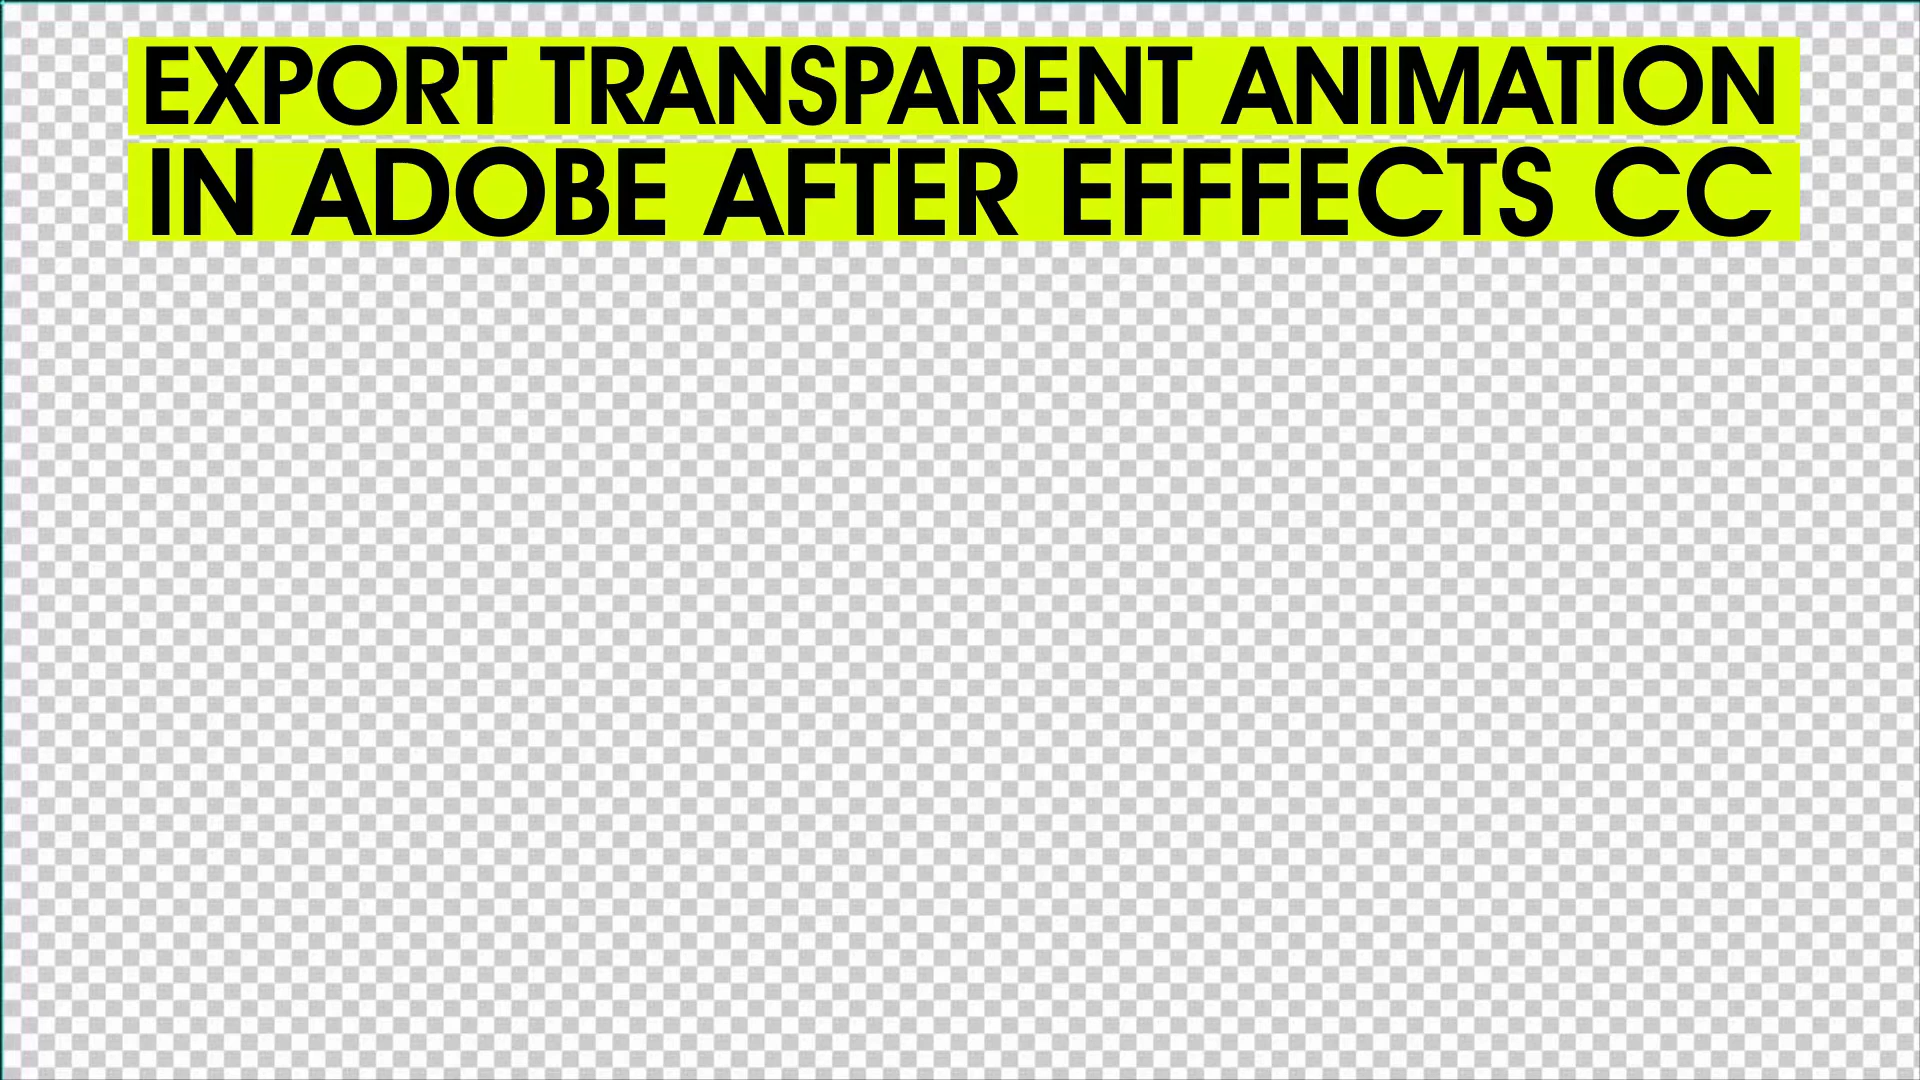 EXPORT TRANSPARENT ANIMATION
IN ADOBE AFTER EFFFECTS CC